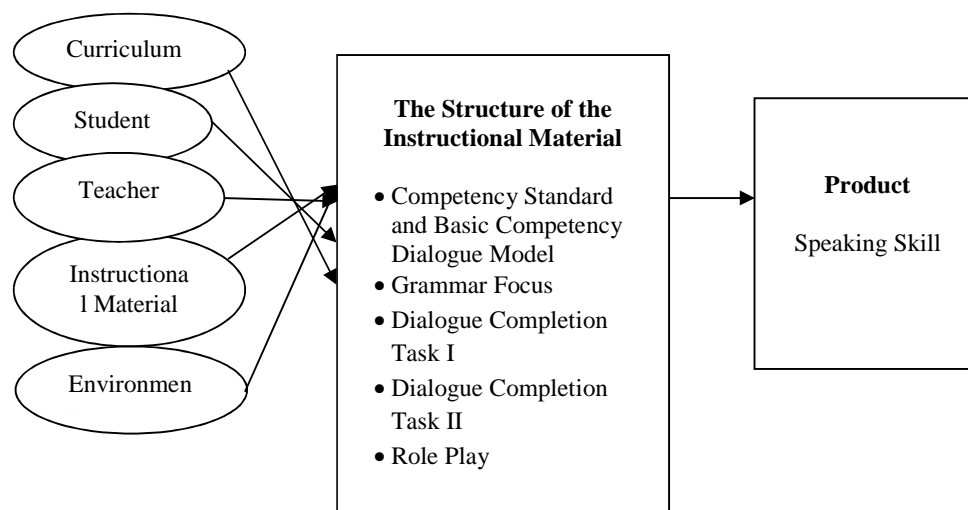 Curriculum
Student
Teacher
Instructiona
l Material
Environmen
The Structure of the
Instructional Material
• Competency Standard
and Basic Competency
Dialogue Model
• Grammar Focus
• Dialogue Completion
Task I
• Dialogue Completion
Task II
• Role Play
Product
Speaking Skill